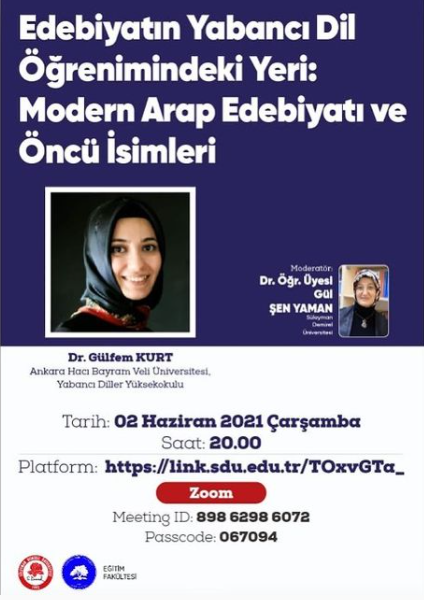 Edebiyatın Yabancı Dil
Öğrenimindeki Yeri:
Modern Arap Edebiyatı ve
Öncü İsimleri
Moderatör:
Dr. Öğr. Üyesi
Gül
ŞEN YAMAN
Süleyman
Demirel
Üniversitesi
Dr. Gülfem KURT
Ankara Hacı Bayram Veli Üniversitesi,
Yabancı Diller Yüksekokulu
Tarih: 02 Haziran 2021 Çarşamba
Saat: 20.00
Platform: https://link.sdu.edu.tr/TOxvGTa_
Zoom
Meeting ID: 898 6298 6072
Passcode: 067094
EĞİTİM
FAKÜLTESİ